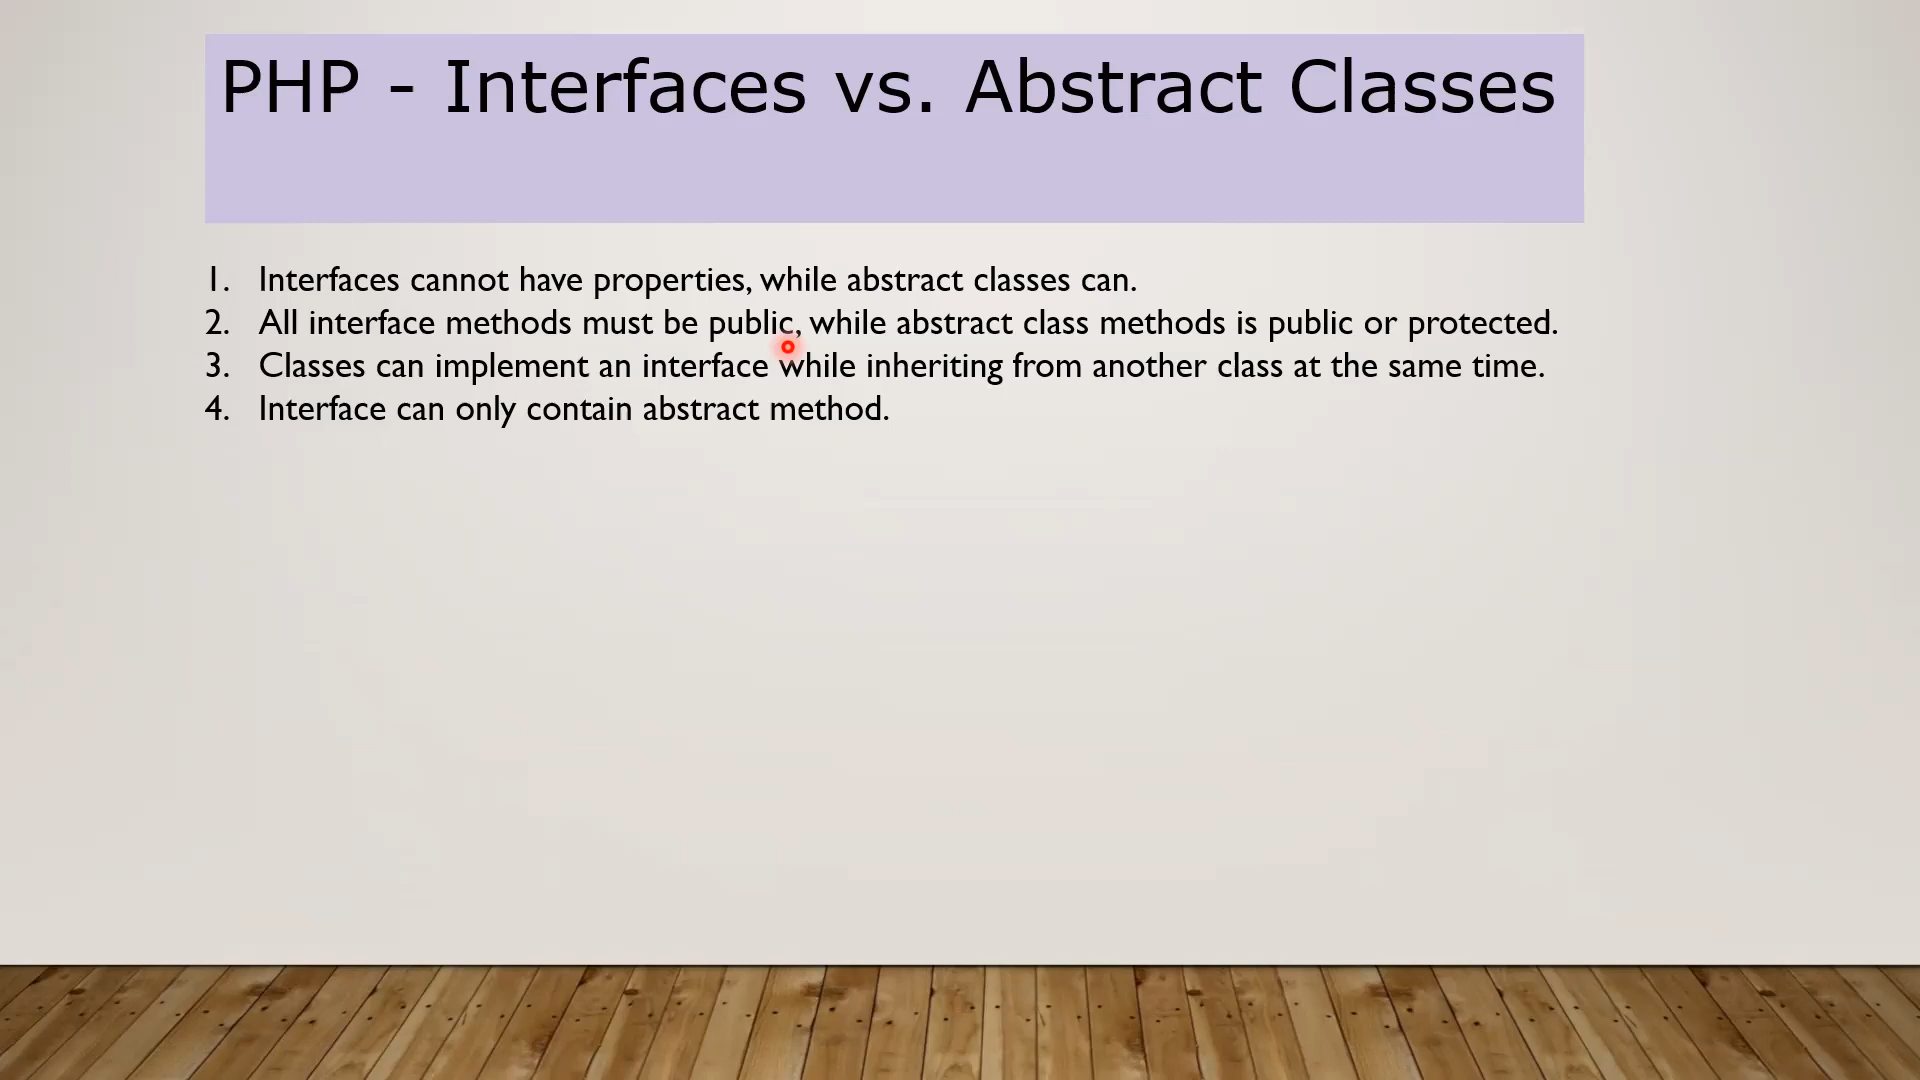 PHP - Interfaces vs. Abstract Classes
1. Interfaces cannot have properties, while abstract classes can.
2. All interface methods must be public, while abstract class methods is public or protected.
3. Classes can implement an interface while inheriting from another class at the same time.
4. Interface can only contain abstract method.